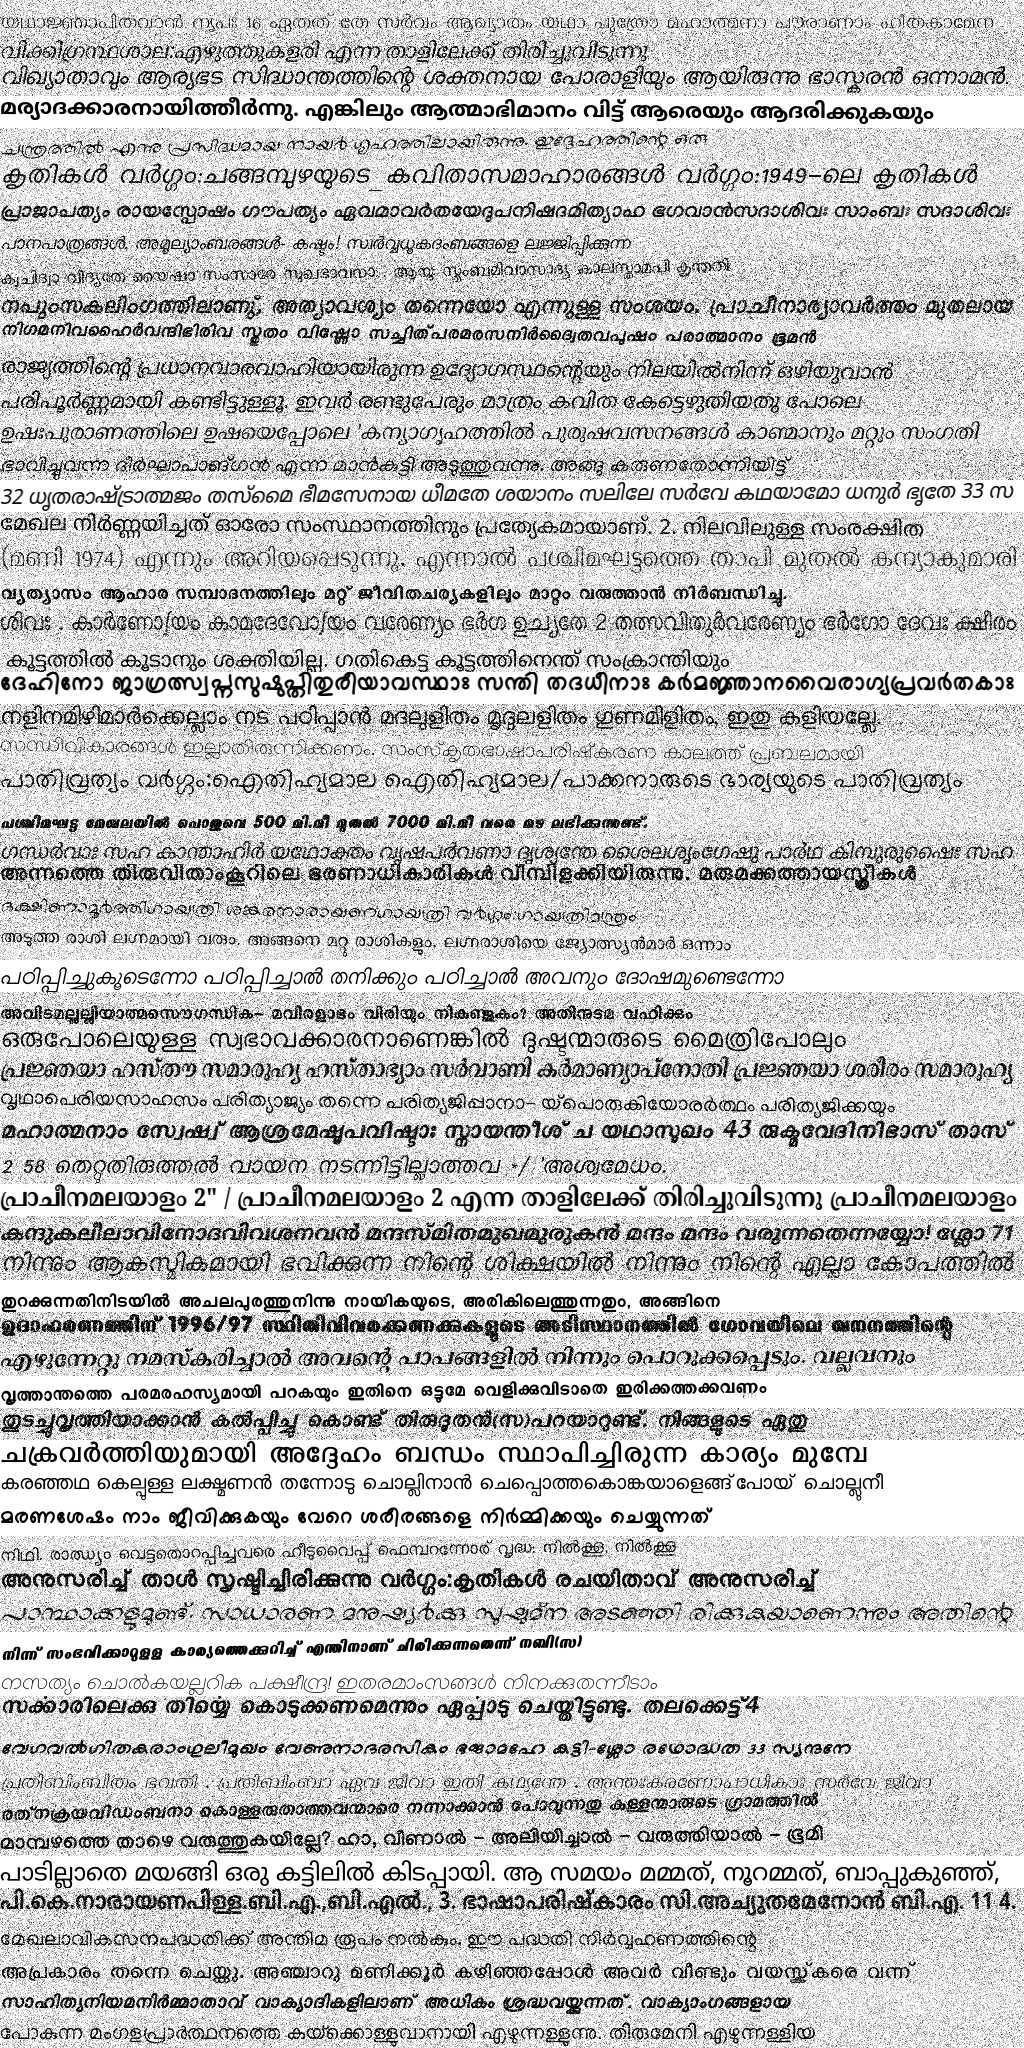 യഥാജ്ഞാപിതവാൻ നൃപഃ 16 ഏതത് തേ സർവം ആഖ്യാതം യഥാ പുത്രോ മഹാത്മനാ പൗരാണാം ഹിതകാമേന
വിക്കിഗ്രന്ഥശാല:എഴുത്തുകളരി എന്ന താളിലേക്ക് തിരിച്ചുവിടുന്നു
വിഖ്യാതാവും ആര്യഭട സിദ്ധാന്തത്തിന്റെ ശക്തനായ പോരാളിയും ആയിരുന്നു ഭാസ്കരൻ ഒന്നാമൻ.
മര്യാദക്കാരനായിത്തീർന്നു. എങ്കിലും ആത്മാഭിമാനം വിട്ട് ആരെയും ആദരിക്കുകയും
ചന്ദ്രത്തിൽ എന്ന പ്രസിദ്ധമായ നായർ ഗൃഹത്തിലായിരുന്നു. ഇദ്ദേഹത്തിന്റെ ഒരു
കൃതികൾ വർഗ്ഗം:ചങ്ങമ്പുഴയുടെ_കവിതാസമാഹാരങ്ങൾ വർഗ്ഗം:1949-ലെ കൃതികൾ
പ്രാജാപത്യം രായസ്പോഷം ഗൗപത്യം ഏവമാവർതയേദുപനിഷദമിത്യാഹ ഭഗവാൻസദാശിവഃ സാംബഃ സദാശിവഃ
പാനപാത്രങ്ങൾ, അമൂല്യാംബരങ്ങൾ- കഷ്ടം! സ്വർവ്വധൂകദംബങ്ങളെ ലജ്ജിപ്പിക്കുന്ന
ക്വചിദ്വാ വിദ്യതേ യൈഷാ സംസാരേ സുഖഭാവനാ . ആയുഃ സ്തംബമിവാസാദ്യ കാലസ്താമപി കൃന്തതി
നപും‌സകലിംഗത്തിലാണു്, അത്യാവശ്യം തന്നെയോ എന്നുള്ള സംശയം. പ്രാചീനാര്യാവർത്തം മുതലായ
നിഗമനിവഹൈർവന്ദിഭിരിവ സ്തുതം വിഷ്ണോ സച്ചിത്പരമരസനിർദ്വൈതവപുഷം പരാത്മാനം ഭൂമൻ
രാജ്യത്തിന്റെ പ്രധാനവാരവാഹിയായിരുന്ന ഉദ്യോഗസ്ഥന്റെയും നിലയിൽനിന്ന് ഒഴിയുവാൻ
പരിപൂർണ്ണമായി കണ്ടിട്ടുള്ളൂ. ഇവർ രണ്ടുപേരും മാത്രം കവിത കേട്ടെഴുതിയതു പോലെ
ഉഷഃപുരാണത്തിലെ ഉഷയെപ്പോലെ 'കന്യാഗൃഹത്തിൽ പുരുഷവസനങ്ങൾ കാണ്മാനും മറ്റും സംഗതി
ഭാവിച്ചുവന്ന ദീർഘാപാങ്ഗൻ എന്ന മാൻകുട്ടി അടുത്തുവന്നു. അങ്ങു കരുണതോന്നിയിട്ട്
32 ധൃതരാഷ്ട്രാത്മജം തസ്മൈ ഭീമസേനായ ധീമതേ ശയാനം സലിലേ സർവേ കഥയാമോ ധനുർ ഭൃതേ 33 സ
മേഖല നിർണ്ണയിച്ചത് ഓരോ സംസ്ഥാനത്തിനും പ്രത്യേകമായാണ്. 2. നിലവിലുള്ള സംരക്ഷിത
(മണി 1974) എന്നും അറിയപ്പെടുന്നു. എന്നാൽ പശ്ചിമഘട്ടത്തെ താപി മുതൽ കന്യാകുമാരി
വ്യത്യാസം ആഹാര സമ്പാദനത്തിലും മറ്റ് ജീവിതചര്യകളിലും മാറ്റം വരുത്താൻ നിർബന്ധിച്ചു.
ശിവഃ . കാർണോഽയം കാമദേവോഽയം വരേണ്യം ഭർഗ ഉച്യതേ 2 തത്സവിതുർവരേണ്യം ഭർഗോ ദേവഃ ക്ഷീരം
കൂട്ടത്തിൽ കൂടാനും ശക്തിയില്ല. ഗതികെട്ട കൂട്ടത്തിനെന്ത് സംക്രാന്തിയും
ദേഹിനോ ജാഗ്രത്സ്വപ്നസുഷുപ്തിതുരീയാവസ്ഥാഃ സന്തി തദധീനാഃ കർമജ്ഞാനവൈരാഗ്യപ്രവർതകാഃ
നളിനമിഴിമാർക്കെല്ലാം നട പഠിപ്പാൻ മദലുളിതം മൃദുലളിതം ഗുണമിളിതം, ഇതു കളിയല്ലേ.
സന്ധിവികാരങ്ങൾ ഇല്ലാതിരുന്നിക്കണം. സംസ്കൃതഭാഷാപരിഷ്കരണ കാലത്ത് പ്രബലമായി
പാതിവ്രത്യം വർഗ്ഗം:ഐതിഹ്യമാല ഐതിഹ്യമാല/പാക്കനാരുടെ ഭാര്യയുടെ പാതിവ്രത്യം
പശ്ചിമഘട്ട മേഖലയിൽ പൊതുവെ 500 മി.മീ മുതൽ 7000 മി.മീ വരെ മഴ ലഭിക്കുന്നുണ്ട്.
ഗന്ധർവാഃ സഹ കാന്താഹിർ യഥോക്തം വൃഷപർവണാ ദൃശ്യന്തേ ശൈലശൃംഗേഷു പാർഥ കിമ്പുരുഷൈഃ സഹ
അന്നത്തെ തിരുവിതാംകൂറിലെ ഭരണാധികാരികൾ വിമ്പിളക്കിയിരുന്നു. മരുമക്കത്തായസ്ത്രീകൾ
ദക്ഷിണാമൂർത്തിഗായത്രി ശങ്കരനാരായണഗായത്രി വർഗ്ഗം:ഗായത്രിമന്ത്രം
അടുത്ത രാശി ലഗ്നമായി വരും. അങ്ങനെ മറ്റു രാശികളും. ലഗ്നരാശിയെ ജ്യോത്സ്യൻമാർ ഒന്നാം
പഠിപ്പിച്ചുകൂടെന്നോ പഠിപ്പിച്ചാൽ തനിക്കും പഠിച്ചാൽ അവനും ദോഷമുണ്ടെന്നോ
അവിടമല്ലല്ലീയാത്മസൌഗന്ധിക- മവിരളാഭം വിരിയും നികുഞ്ജകം? അതിനുടമ വഹിക്കും
ഒരുപോലെയുള്ള സ്വഭാവക്കാരനാണെങ്കിൽ ദുഷ്ടന്മാരുടെ മൈത്രിപോലും
പ്രജ്ഞയാ ഹസ്തൗ സമാരുഹ്യ ഹസ്താഭ്യാം സർവാണി കർമാണ്യാപ്നോതി പ്രജ്ഞയാ ശരീരം സമാരുഹ്യ
വൃഥാപെരിയസാഹസം പരിത്യാജ്യം തന്നെ പരിത്യജിപ്പാനാ- യ്പൊരുകിയോരർത്ഥം പരിത്യജിക്കയും
മഹാത്മനാം സ്വേഷ്വ് ആശ്രമേഷൂപവിഷ്ടാഃ സ്നായന്തീശ് ച യഥാസുഖം 43 രുക്മവേദിനിഭാസ് താസ്
2 58 തെറ്റുതിരുത്തൽ വായന നടന്നിട്ടില്ലാത്തവ */ 'അശ്വമേധം.
പ്രാചീനമലയാളം 2" / പ്രാചീനമലയാളം 2 എന്ന താളിലേക്ക് തിരിച്ചുവിടുന്നു പ്രാചീനമലയാളം
കന്ദുകലീലാവിനോദവിവശനവൻ മന്ദസ്മിതമുഖമുരുകൻ മന്ദം മന്ദം വരുന്നതെന്നയ്യോ! ശ്ലോ 71
നിന്നും ആകസ്മികമായി ഭവിക്കുന്ന നിന്റെ ശിക്ഷയിൽ നിന്നും നിന്റെ എല്ലാ കോപത്തിൽ
തുറക്കുന്നതിനിടയിൽ അചലപുരത്തുനിന്നു നായികയുടെ, അരികിലെത്തുന്നതും, അങ്ങിനെ
ഉദാഹരണത്തിന് 1996/97 സ്ഥിതിവിവരക്കണക്കുകളുടെ അടിസ്ഥാനത്തിൽ ഗോവയിലെ ഖനനത്തിന്റെ
എഴുന്നേറ്റു നമസ്കരിച്ചാൽ അവന്റെ പാപങ്ങളിൽ നിന്നും പൊറുക്കപ്പെടും. വല്ലവനും
വൃത്താന്തത്തെ പരമരഹസ്യമായി പറകയും ഇതിനെ ഒട്ടുമേ വെളിക്കുവിടാതെ ഇരിക്കത്തക്കവണം
തുടച്ചുവൃത്തിയാക്കാൻ കൽപ്പിച്ചു കൊണ്ട് തിരുദൂതൻ(സ)പറയാറുണ്ട്. നിങ്ങളുടെ ഏതു
ചക്രവർത്തിയുമായി അദ്ദേഹം ബന്ധം സ്ഥാപിച്ചിരുന്ന കാര്യം മുമ്പേ
കരഞ്ഞഥ കെല്പുള്ള ലക്ഷ്മണൻ തന്നോടു ചൊല്ലിനാൻ ചെപ്പൊത്തകൊങ്കയാളെങ്ങ്പോയ് ചൊല്ലുനീ
മരണശേഷം നാം ജീവിക്കുകയും വേറെ ശരീരങ്ങളെ നിർമ്മിക്കയും ചെയ്യുന്നത്
നിഥി. രാത്ധ്യം വെട്ടതൊറപ്പിച്ചവരെ ഹീടുവൈപ്പ് ഫെമ്പറന്നോര് വൃദ്ധ: നിൽക്കൂ, നിൽക്കൂ
അനുസരിച്ച് താൾ സൃഷ്ടിച്ചിരിക്കുന്നു വർഗ്ഗം:കൃതികൾ രചയിതാവ് അനുസരിച്ച്
പാന്ഥാക്കളുമുണ്ട്. സാധാരണ മനുഷ്യർക്കു സുഷുമ്ന അടഞ്ഞി രിക്കുകയാണെന്നും അതിന്റെ
നിന്ന് സംഭവിക്കാറുളള കാര്യത്തെക്കുറിച്ച് എന്തിനാണ് ചിരിക്കുന്നതെന്ന് നബി(സ)
നസത്യം ചൊൽകയല്ലറിക പക്ഷീന്ദ്ര! ഇതരമാംസങ്ങൾ നിനക്കുതന്നീടാം
സർക്കാരിലെക്കു തിയ്യെ കൊടുക്കണമെന്നും ഏപ്പാടു ചെയ്തിട്ടുണ്ടു. തലക്കെട്ട്4
വേഗവൽഗിതകരാംഗുലീമുഖം വേണുനാദരസികം ഭജാമഹേ കുട്ടി-ശ്ലോ രഥോദ്ധത 33 സ്യന്ദനേ
പ്രതിബിംബിതം ഭവതി . പ്രതിബിംബാ ഏവ ജീവാ ഇതി കഥ്യന്തേ . അന്തഃകരണോപാധികാഃ സർവേ ജീവാ
രത്നക്രയവിഡംബനാ കൊള്ളരുതാത്തവന്മാരെ നന്നാക്കാൻ പോവുന്നതു കള്ളന്മാരുടെ ഗ്രാമത്തിൽ
മാമ്പഴത്തെ താഴെ വരുത്തുകയില്ലേ? ഹാ, വീണാൽ - അലിയിച്ചാൽ - വരുത്തിയാൽ - ഭൂമി
പാടില്ലാതെ മയങ്ങി ഒരു കട്ടിലിൽ കിടപ്പായി. ആ സമയം മമ്മത്, നൂറമ്മത്, ബാപ്പുകുഞ്ഞ്,
പി.കെ.നാരായണപിള്ള.ബി.എ.,ബി.എൽ., 3. ഭാഷാപരിഷ്കാരം സി.അച്യുതമേനോൻ ബി.എ. 11 4.
മേഖലാവികസനപദ്ധതിക്ക് അന്തിമ രൂപം നൽകും. ഈ പദ്ധതി നിർവ്വഹണത്തിന്റെ
അപ്രകാരം തന്നെ ചെയ്തു. അഞ്ചാറു മണിക്കൂർ കഴിഞ്ഞപ്പോൾ അവർ വീണ്ടും വയസ്ക്കരെ വന്ന്
സാഹിത്യനിയമനിർമ്മാതാവ് വാക്യാദികളിലാണ് അധികം ശ്രദ്ധവയ്ക്കുന്നത്. വാക്യാംഗങ്ങളായ
പോകുന്ന മംഗളപ്രാർത്ഥനത്തെ കയ്ക്കൊള്ളുവാനായി എഴുന്നള്ളുന്നു. തിരുമേനി എഴുന്നള്ളിയ